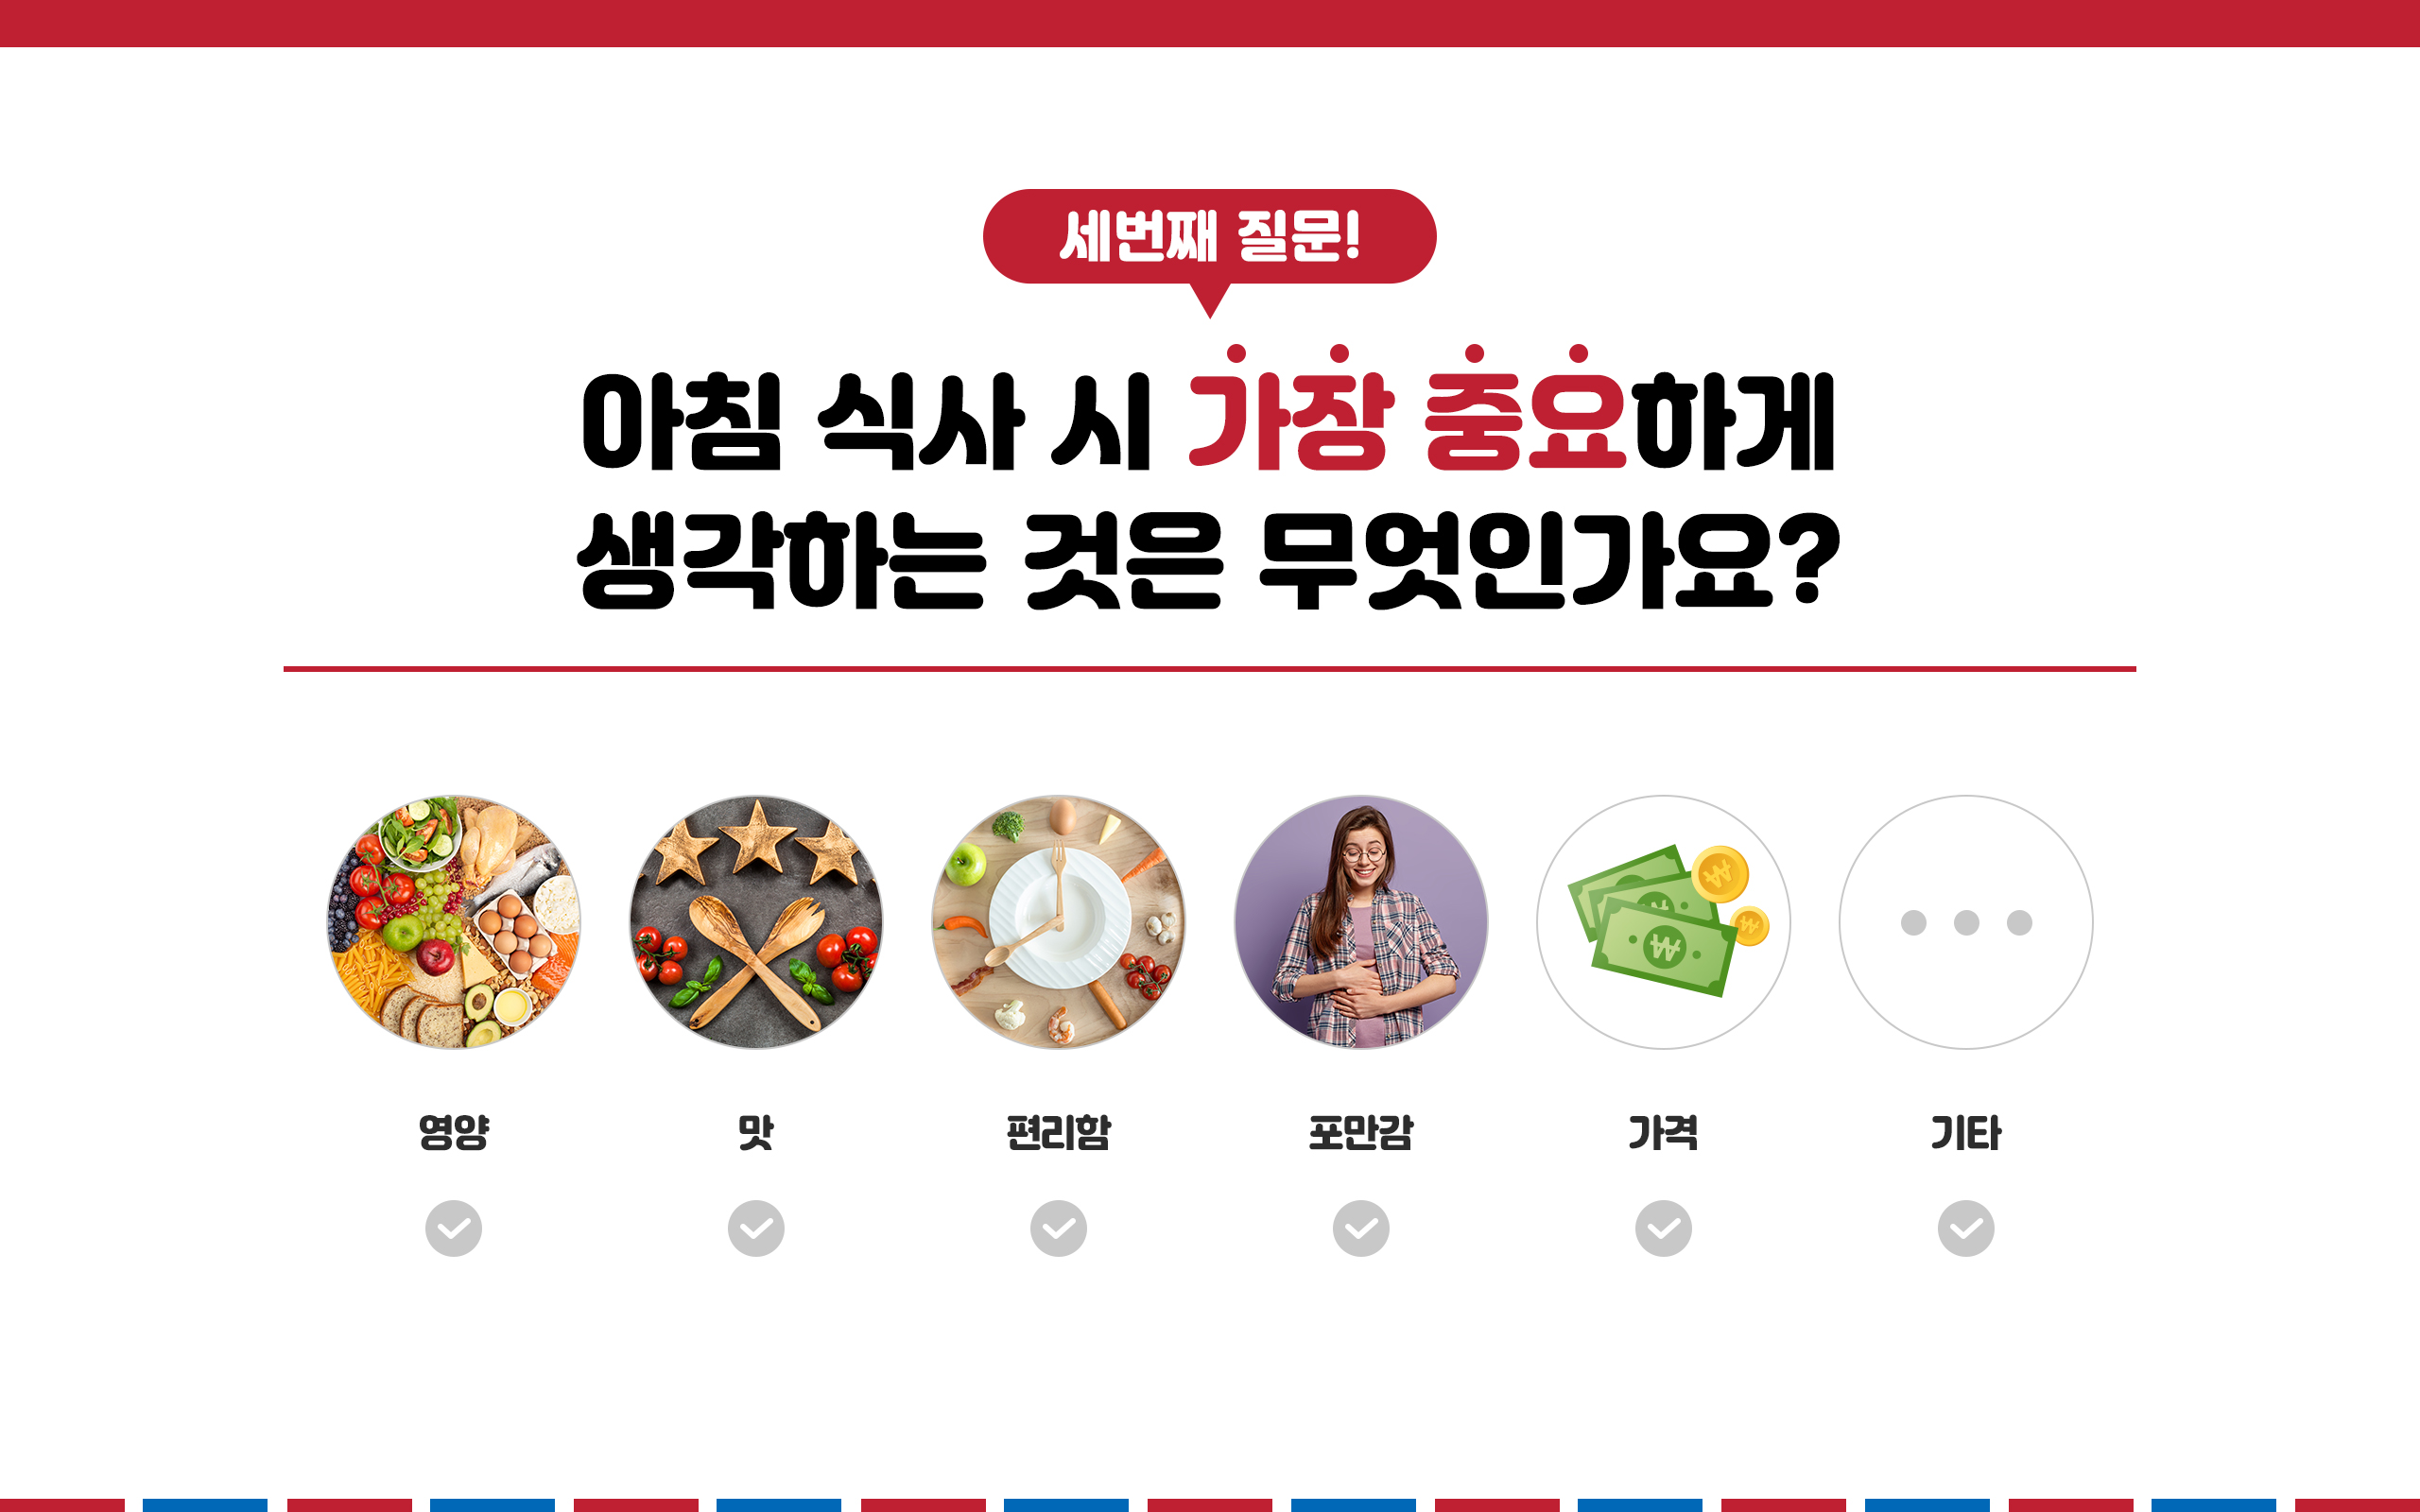 세번째 질문!
아침 식사 시 가장 중요하게
생각하는 것은 무엇인가요?
영양
맛
편리함
포만감
가격
기타